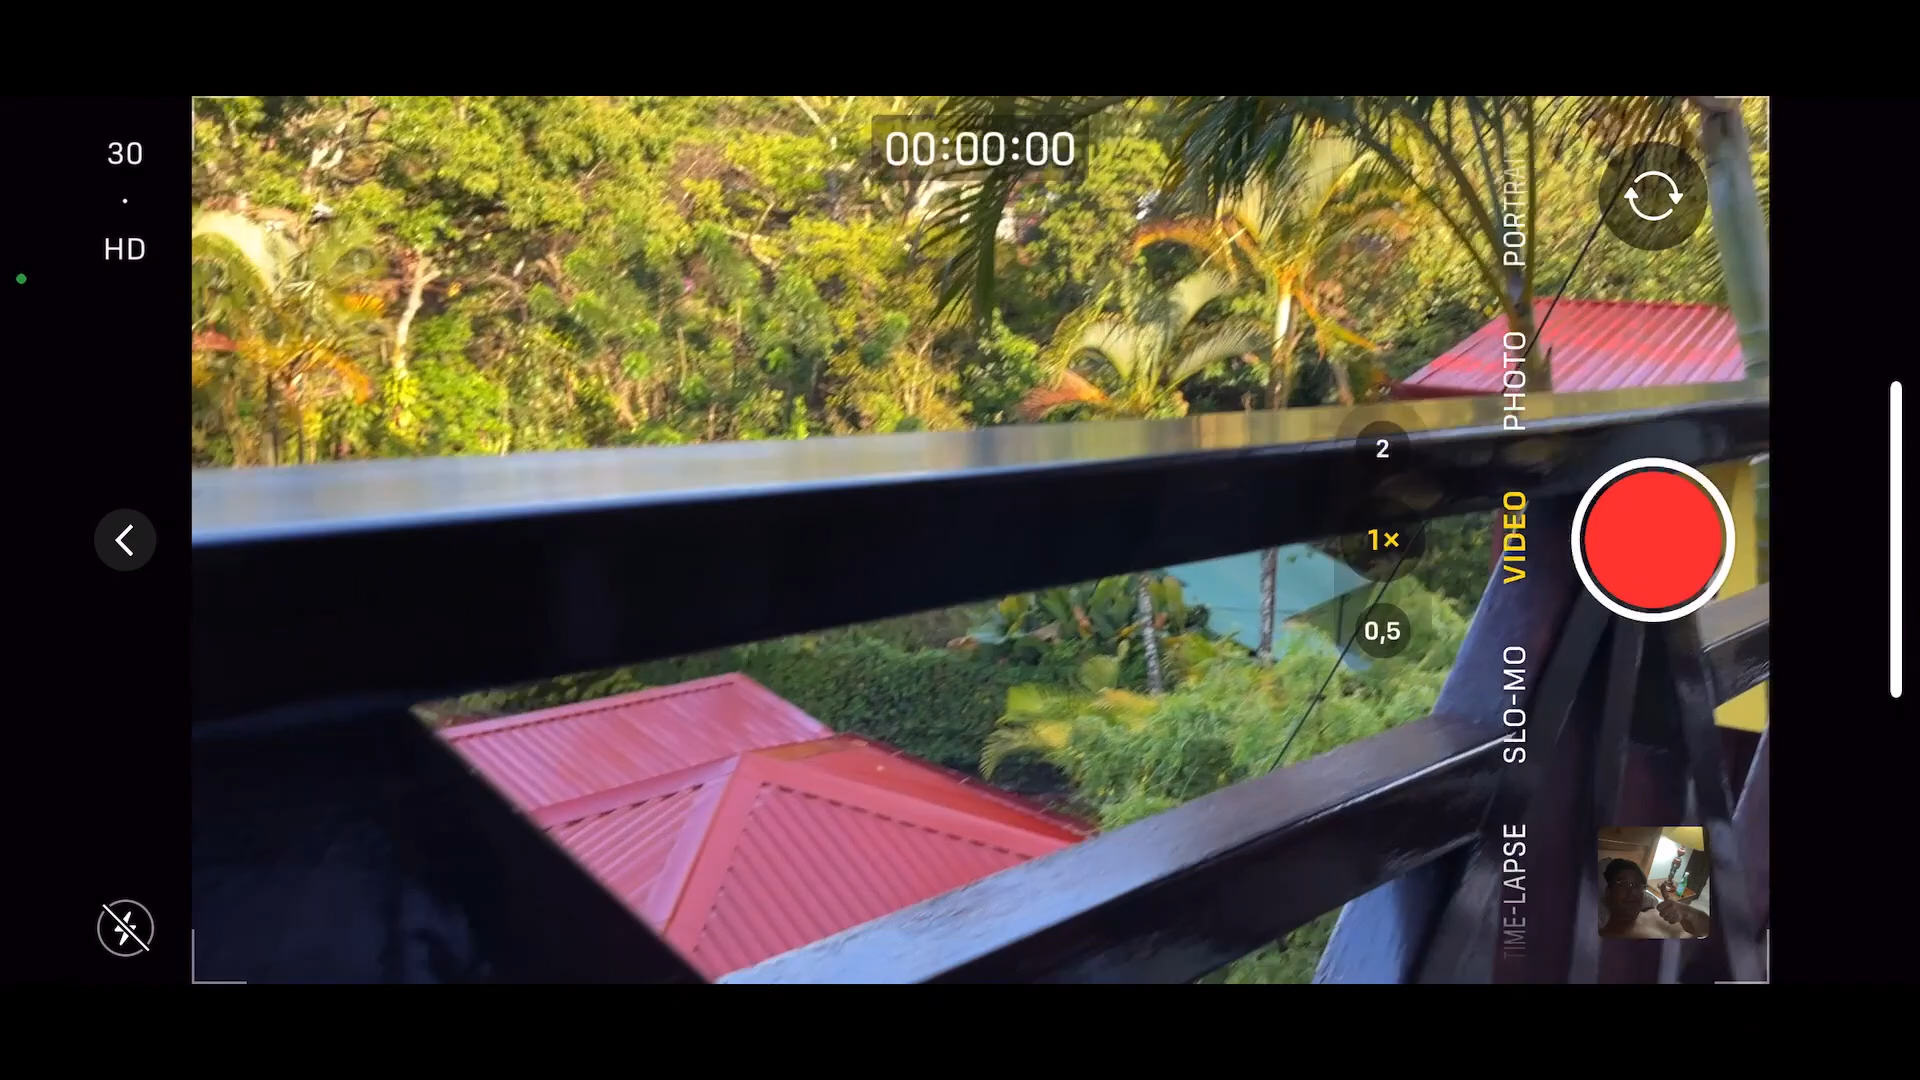 30
HD
00:00:00
PORTRAIT
PHOTO
VIDEO
SLO-MO
TIME-LAPSE
2
1×
0,5